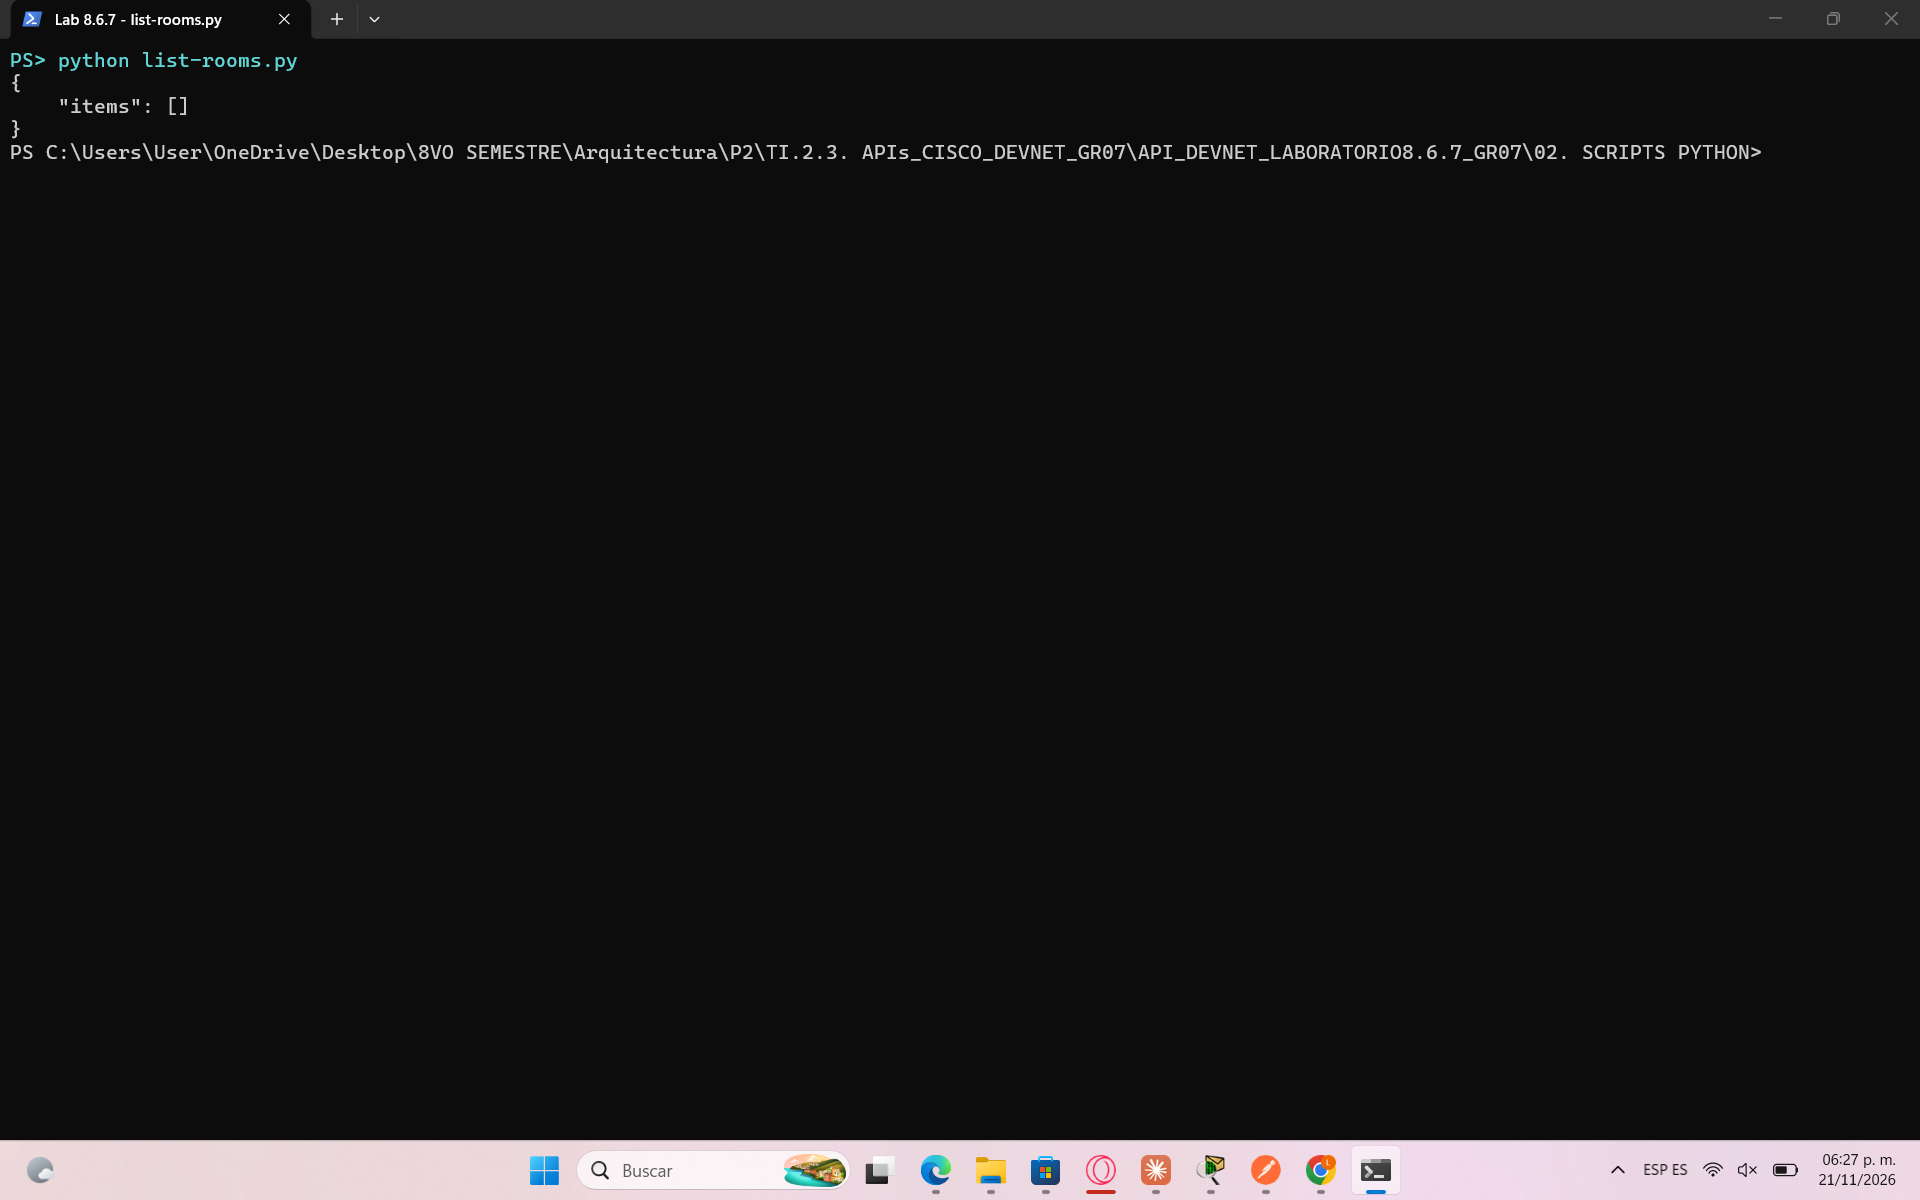 Lab 8.6.7 - list-rooms.py
PS> python list-rooms.py
{
    "items": []
}
PS C:\Users\User\OneDrive\Desktop\8VO SEMESTRE\Arquitectura\P2\TI.2.3. APIs_CISCO_DEVNET_GR07\API_DEVNET_LABORATORIO8.6.7_GR07\02. SCRIPTS PYTHON>
Buscar
L
ESP ES
06:27 p. m.
21/11/2026